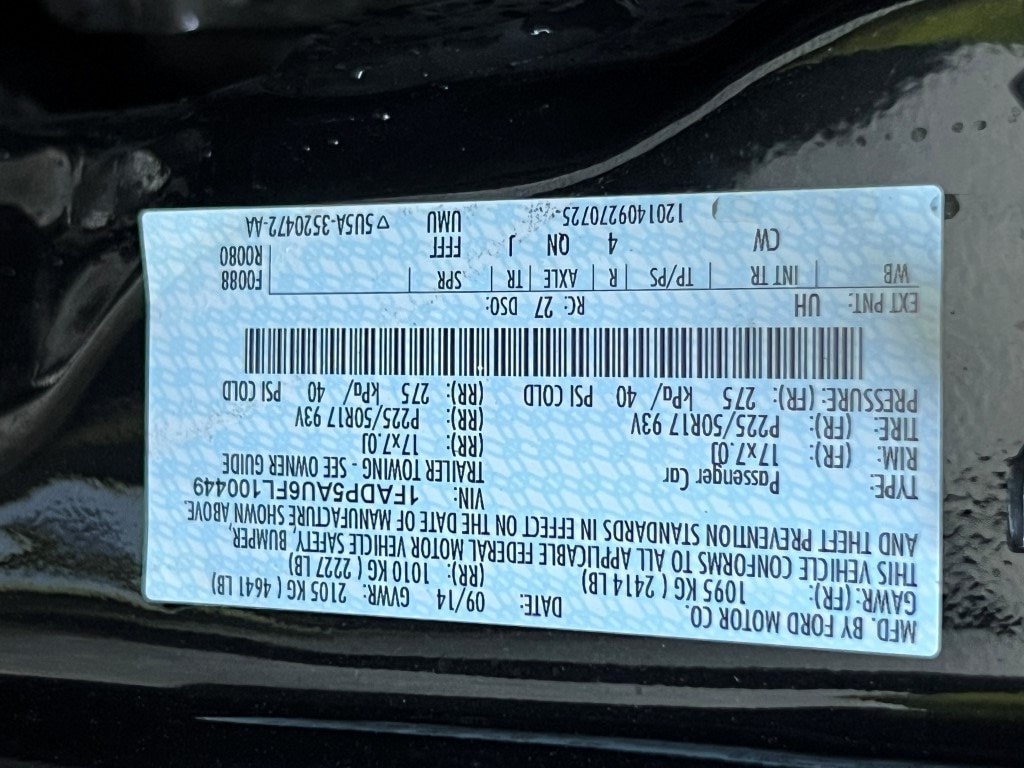 MFD. BY FORD MOTOR CO.
DATE: 09/14 GVWR: 2105 KG ( 4641 LB)
GAWR: (FR): 1095 KG ( 2414 LB) (RR): 1010 KG ( 2227 LB)
THIS VEHICLE CONFORMS TO ALL APPLICABLE FEDERAL MOTOR VEHICLE SAFETY, BUMPER,
AND THEFT PREVENTION STANDARDS IN EFFECT ON THE DATE OF MANUFACTURE SHOWN ABOVE.
VIN: 1FADP5AU6FL100449
TYPE: Passenger Car TRAILER TOWING - SEE OWNER GUIDE
RIM: (FR): 17x7.0J (RR): 17x7.0J
TIRE: (FR): P225/50R17 93V (RR): P225/50R17 93V
PRESSURE: (FR): 275 kPa/ 40 PSI COLD (RR): 275 kPa/ 40 PSI COLD
EXT PNT: UH RC: 27 DSO:
WB INT TR TP/PS R AXLE TR SPR F0088
R0080
CW 4 QN J FFFF
UMU
1201409270725 ▽ 5U5A-3520472-AA